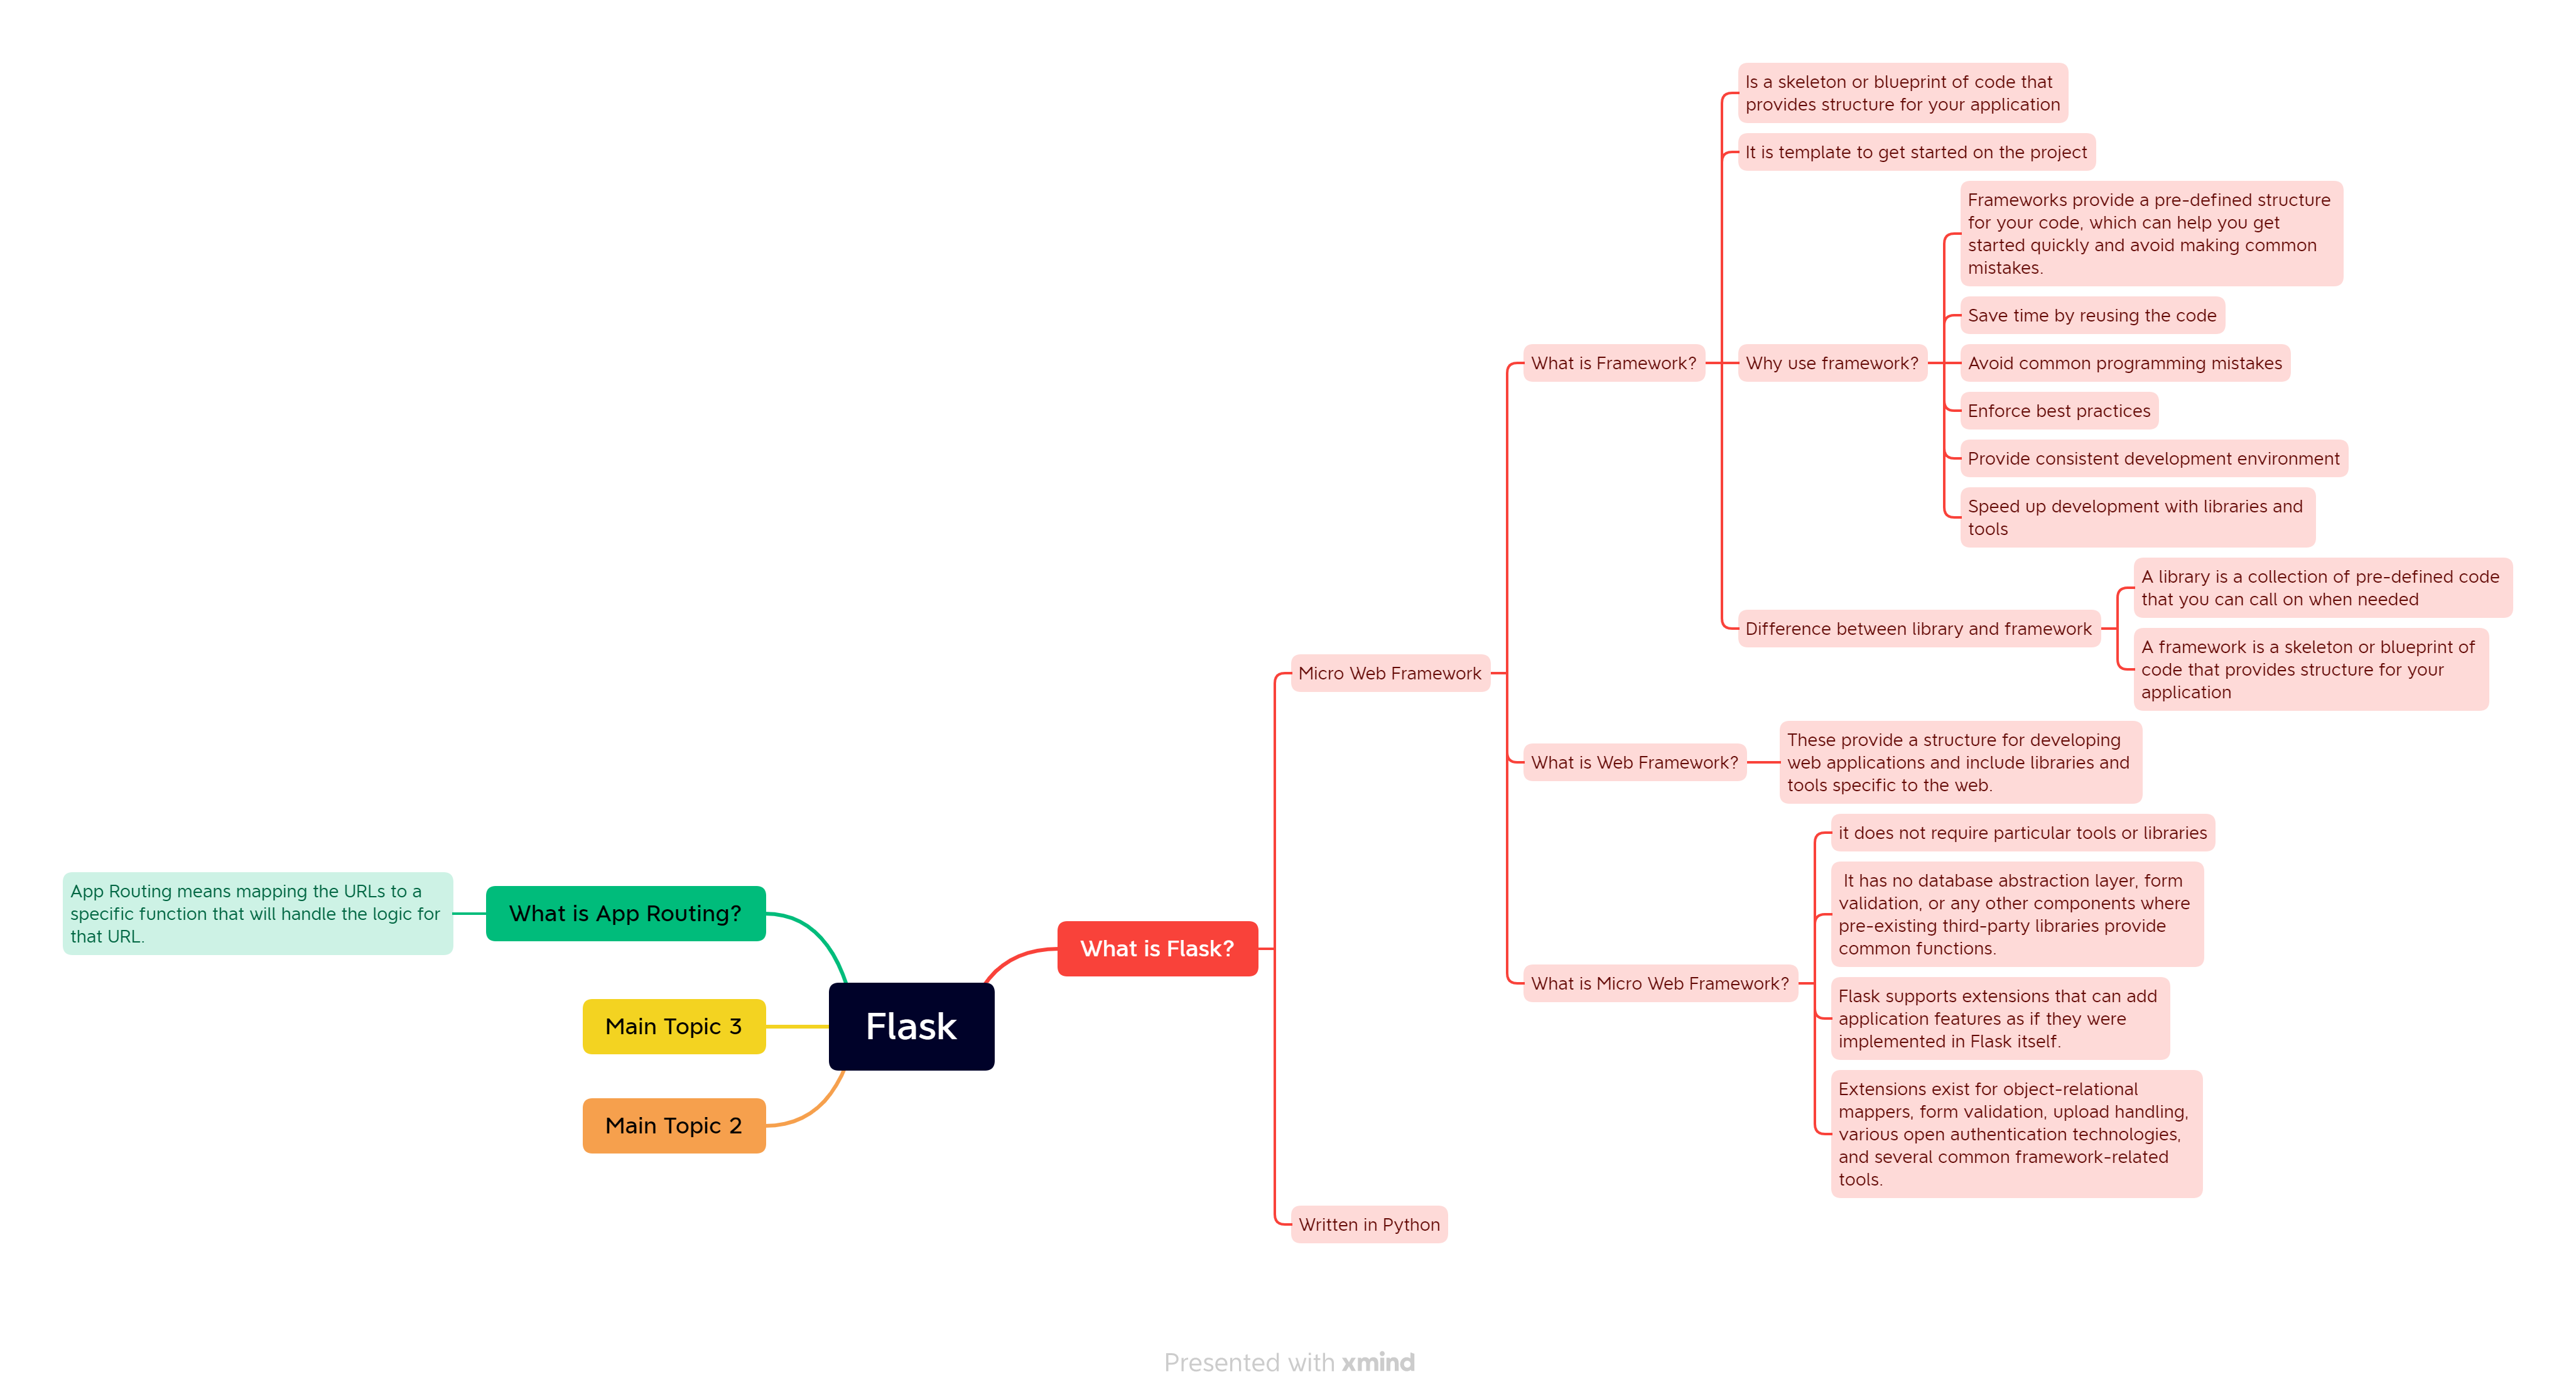 Is a skeleton or blueprint of code that
provides structure for your application
It is template to get started on the project
Frameworks provide a pre-defined structure
for your code, which can help you get
started quickly and avoid making common
mistakes.
Save time by reusing the code
What is Framework?
Why use framework?
Avoid common programming mistakes
Enforce best practices
Provide consistent development environment
Speed up development with libraries and
tools
Difference between library and framework
A library is a collection of pre-defined code
that you can call on when needed
A framework is a skeleton or blueprint of
code that provides structure for your
application
Micro Web Framework
What is Web Framework?
These provide a structure for developing
web applications and include libraries and
tools specific to the web.
it does not require particular tools or libraries
It has no database abstraction layer, form
validation, or any other components where
pre-existing third-party libraries provide
common functions.
What is Micro Web Framework?
Flask supports extensions that can add
application features as if they were
implemented in Flask itself.
Extensions exist for object-relational
mappers, form validation, upload handling,
various open authentication technologies,
and several common framework-related
tools.
App Routing means mapping the URLs to a
specific function that will handle the logic for
that URL.
What is App Routing?
What is Flask?
Main Topic 3
Flask
Main Topic 2
Written in Python
Presented with xmind